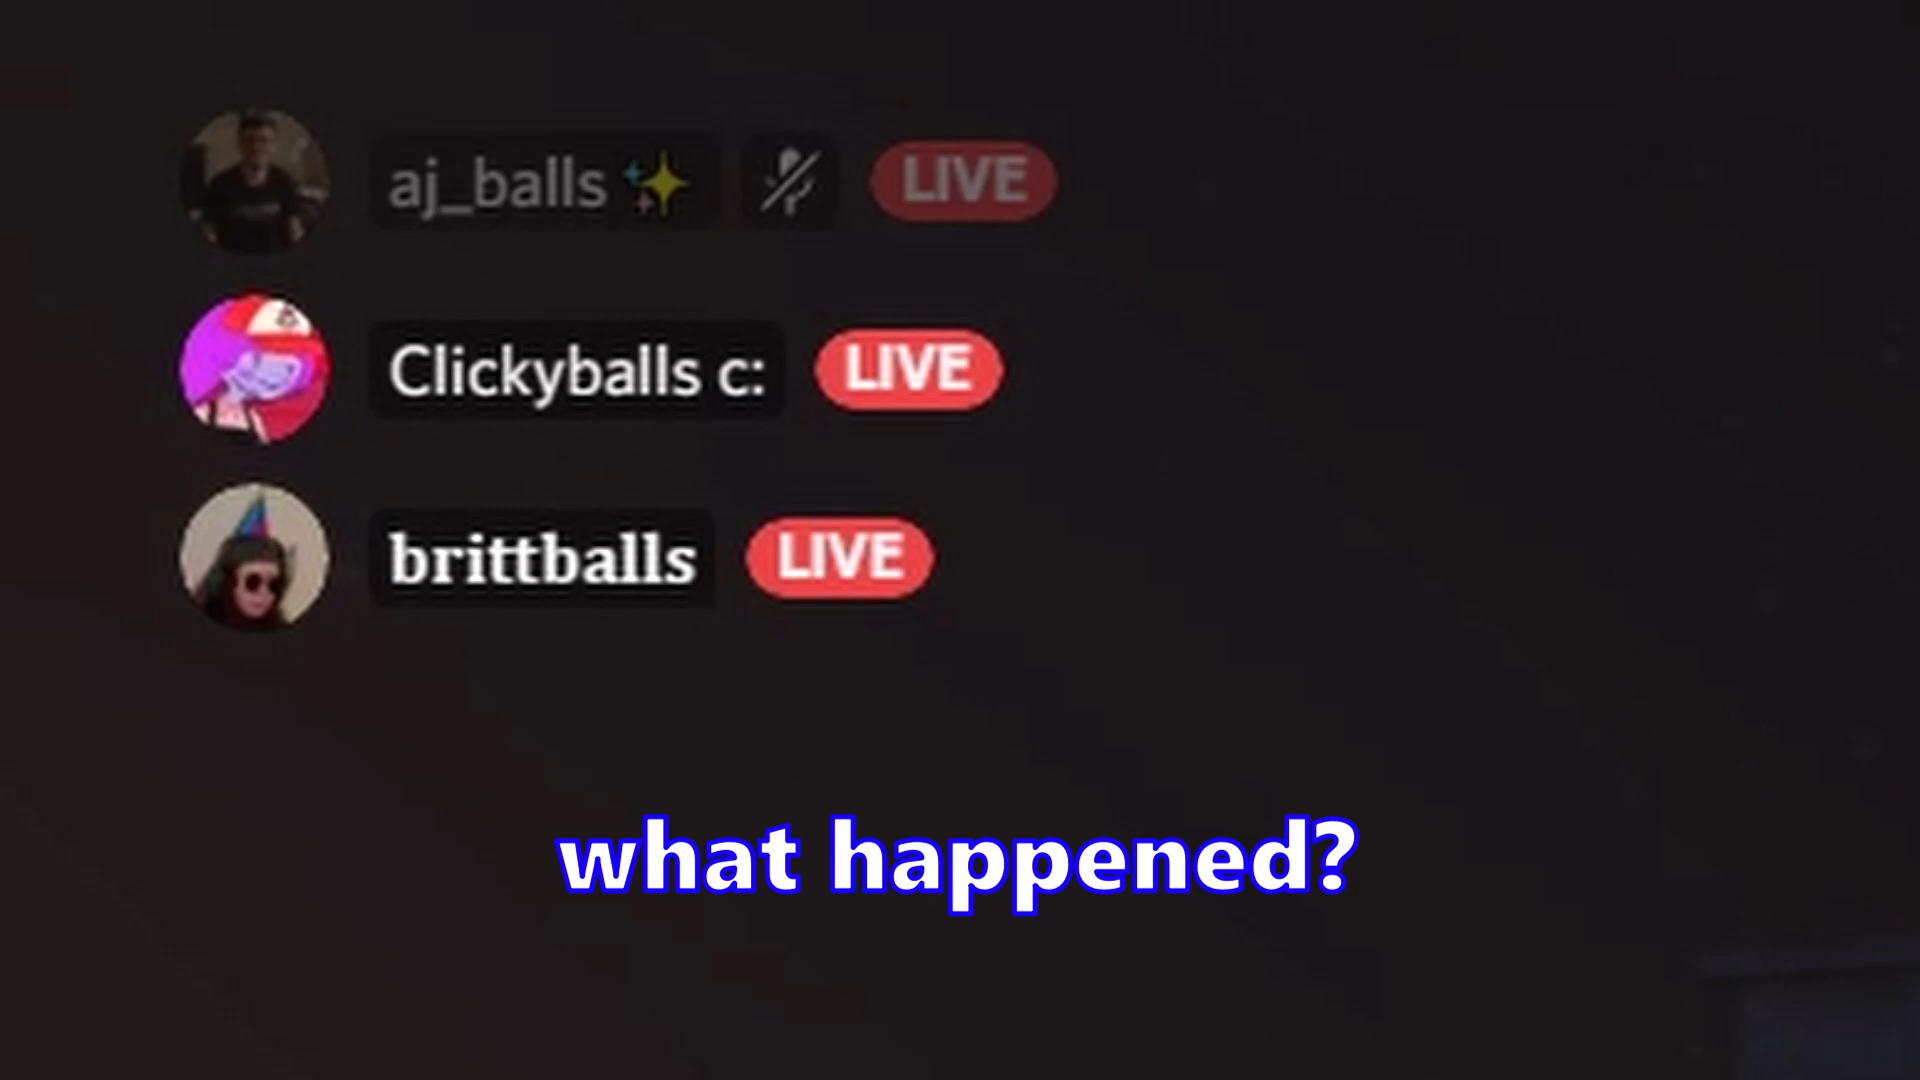 aj_balls ✨ LIVE
Clickyballs c: LIVE
brittballs LIVE
what happened?